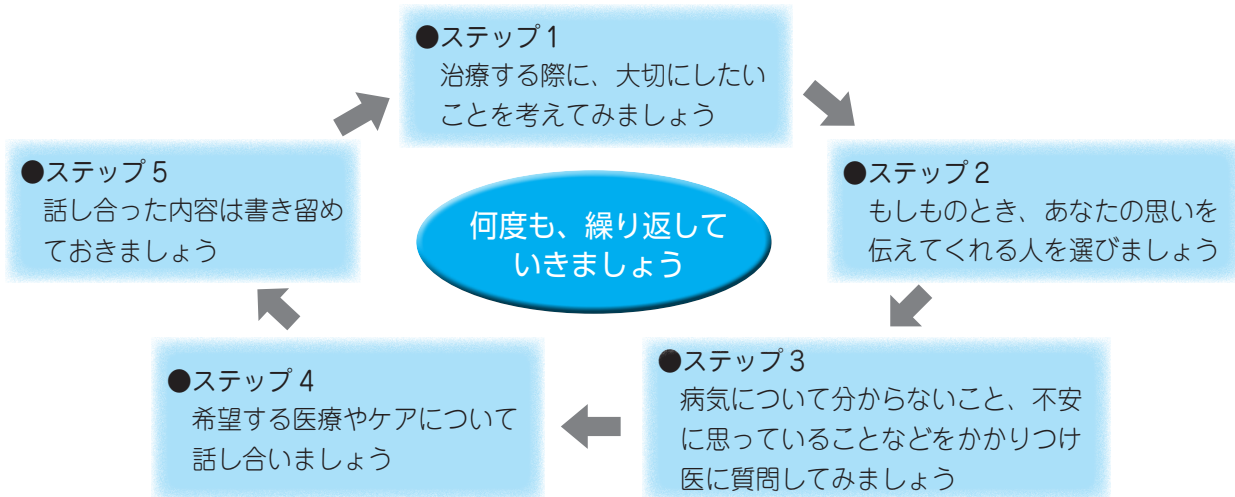 ●ステップ1
治療する際に、大切にしたい
ことを考えてみましょう
●ステップ2
もしものとき、あなたの思いを
伝えてくれる人を選びましょう
●ステップ3
病気について分からないこと、不安
に思っていることなどをかかりつけ
医に質問してみましょう
●ステップ4
希望する医療やケアについて
話し合いましょう
●ステップ5
話し合った内容は書き留め
ておきましょう
何度も、繰り返して
いきましょう